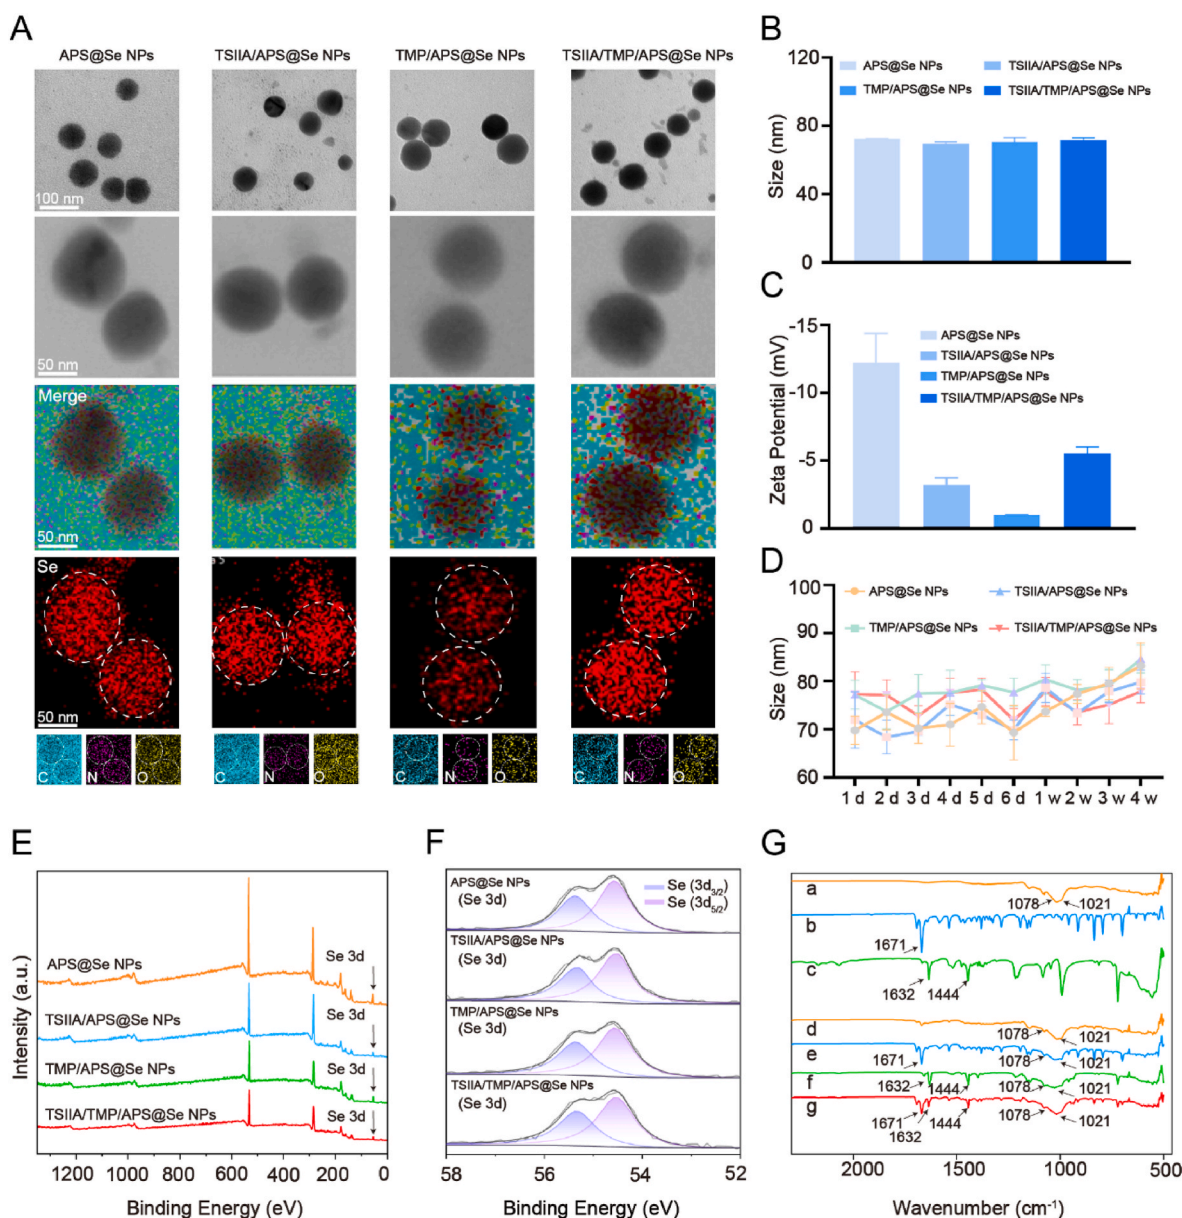 A
APS@Se NPs
TSIIA/APS@Se NPs
TMP/APS@Se NPs
TSIIA/TMP/APS@Se NPs
100 nm
50 nm
Merge
50 nm
Se
50 nm
C
N
O
C
N
O
C
N
O
C
N
O
B
Size (nm)
120
80
40
0
APS@Se NPs
TSIIA/APS@Se NPs
TMP/APS@Se NPs
TSIIA/TMP/APS@Se NPs
C
Zeta Potential (mV)
-15
-10
-5
0
APS@Se NPs
TSIIA/APS@Se NPs
TMP/APS@Se NPs
TSIIA/TMP/APS@Se NPs
D
Size (nm)
100
90
80
70
60
APS@Se NPs
TSIIA/APS@Se NPs
TMP/APS@Se NPs
TSIIA/TMP/APS@Se NPs
1 d 2 d 3 d 4 d 5 d 6 d 1 w 2 w 3 w 4 w
E
Intensity (a.u.)
APS@Se NPs
Se 3d
TSIIA/APS@Se NPs
Se 3d
TMP/APS@Se NPs
Se 3d
TSIIA/TMP/APS@Se NPs
Se 3d
1200 1000 800 600 400 200 0
Binding Energy (eV)
F
APS@Se NPs
(Se 3d)
Se (3d3/2)
Se (3d5/2)
TSIIA/APS@Se NPs
(Se 3d)
TMP/APS@Se NPs
(Se 3d)
TSIIA/TMP/APS@Se NPs
(Se 3d)
58 56 54 52
Binding Energy (eV)
G
a
1078
1021
b
1671
c
1632
1444
d
1078
1021
e
1671
1078
1021
f
1632
1444
1078
1021
g
1671
1632
1444
1078
1021
2000 1500 1000 500
Wavenumber (cm⁻¹)